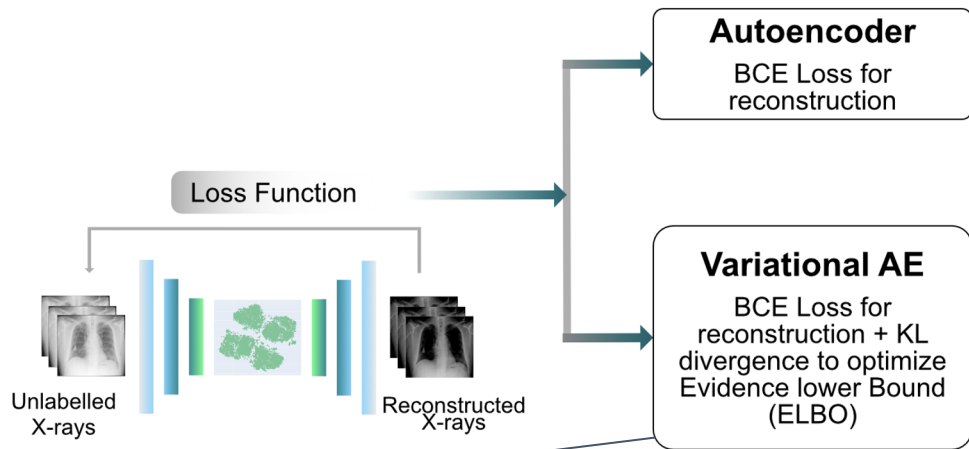 Autoencoder
BCE Loss for
reconstruction
Loss Function
Variational AE
BCE Loss for
reconstruction + KL
divergence to optimize
Evidence lower Bound
(ELBO)
Unlabelled
X-rays
Reconstructed
X-rays